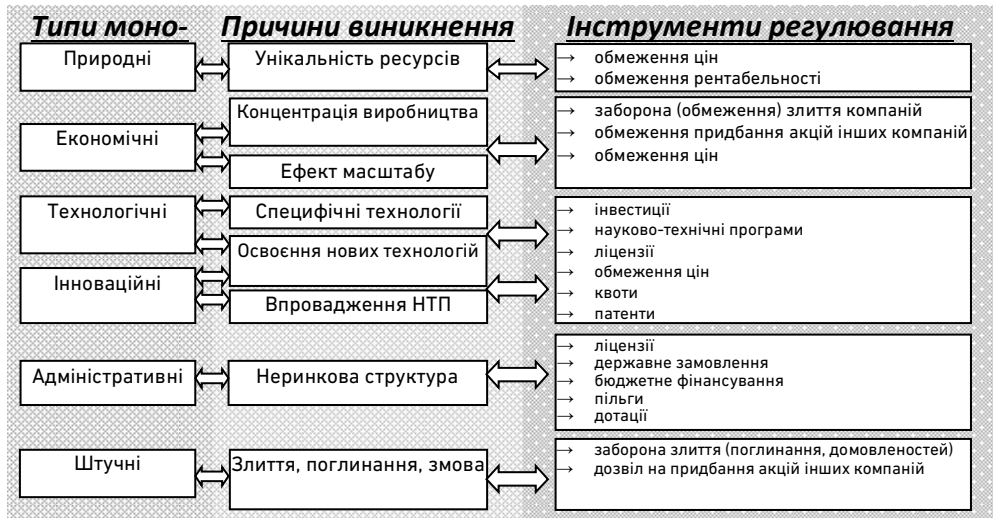 Типи моно- Причини виникнення Інструменти регулювання
Природні
Унікальність ресурсів
→ обмеження цін
→ обмеження рентабельності
Економічні
Концентрація виробництва
Ефект масштабу
→ заборона (обмеження) злиття компаній
→ обмеження придбання акцій інших компаній
→ обмеження цін
Технологічні
Специфічні технології
Освоєння нових технологій
Інноваційні
Впровадження НТП
→ інвестиції
→ науково-технічні програми
→ ліцензії
→ обмеження цін
→ квоти
→ патенти
Адміністративні
Неринкова структура
→ ліцензії
→ державне замовлення
→ бюджетне фінансування
→ пільги
→ дотації
Штучні
Злиття, поглинання, змова
→ заборона злиття (поглинання, домовленостей)
→ дозвіл на придбання акцій інших компаній